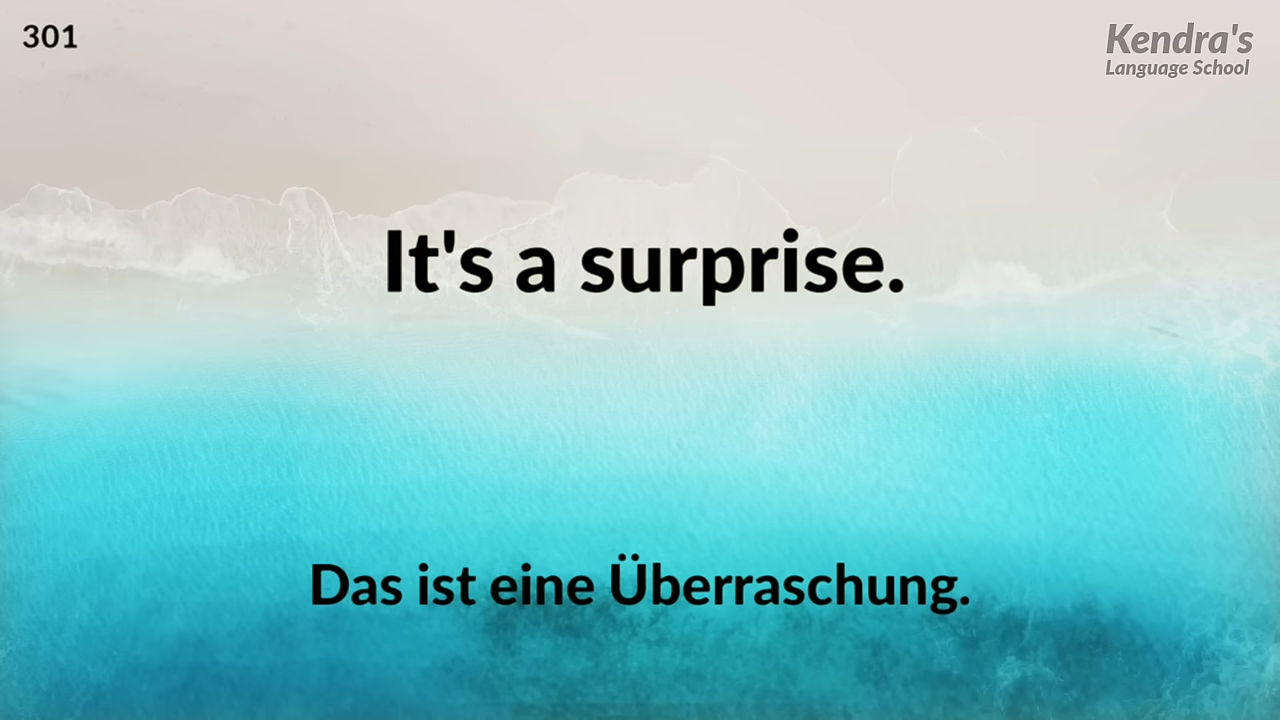 301
Kendra's
Language School
It's a surprise.
Das ist eine Überraschung.